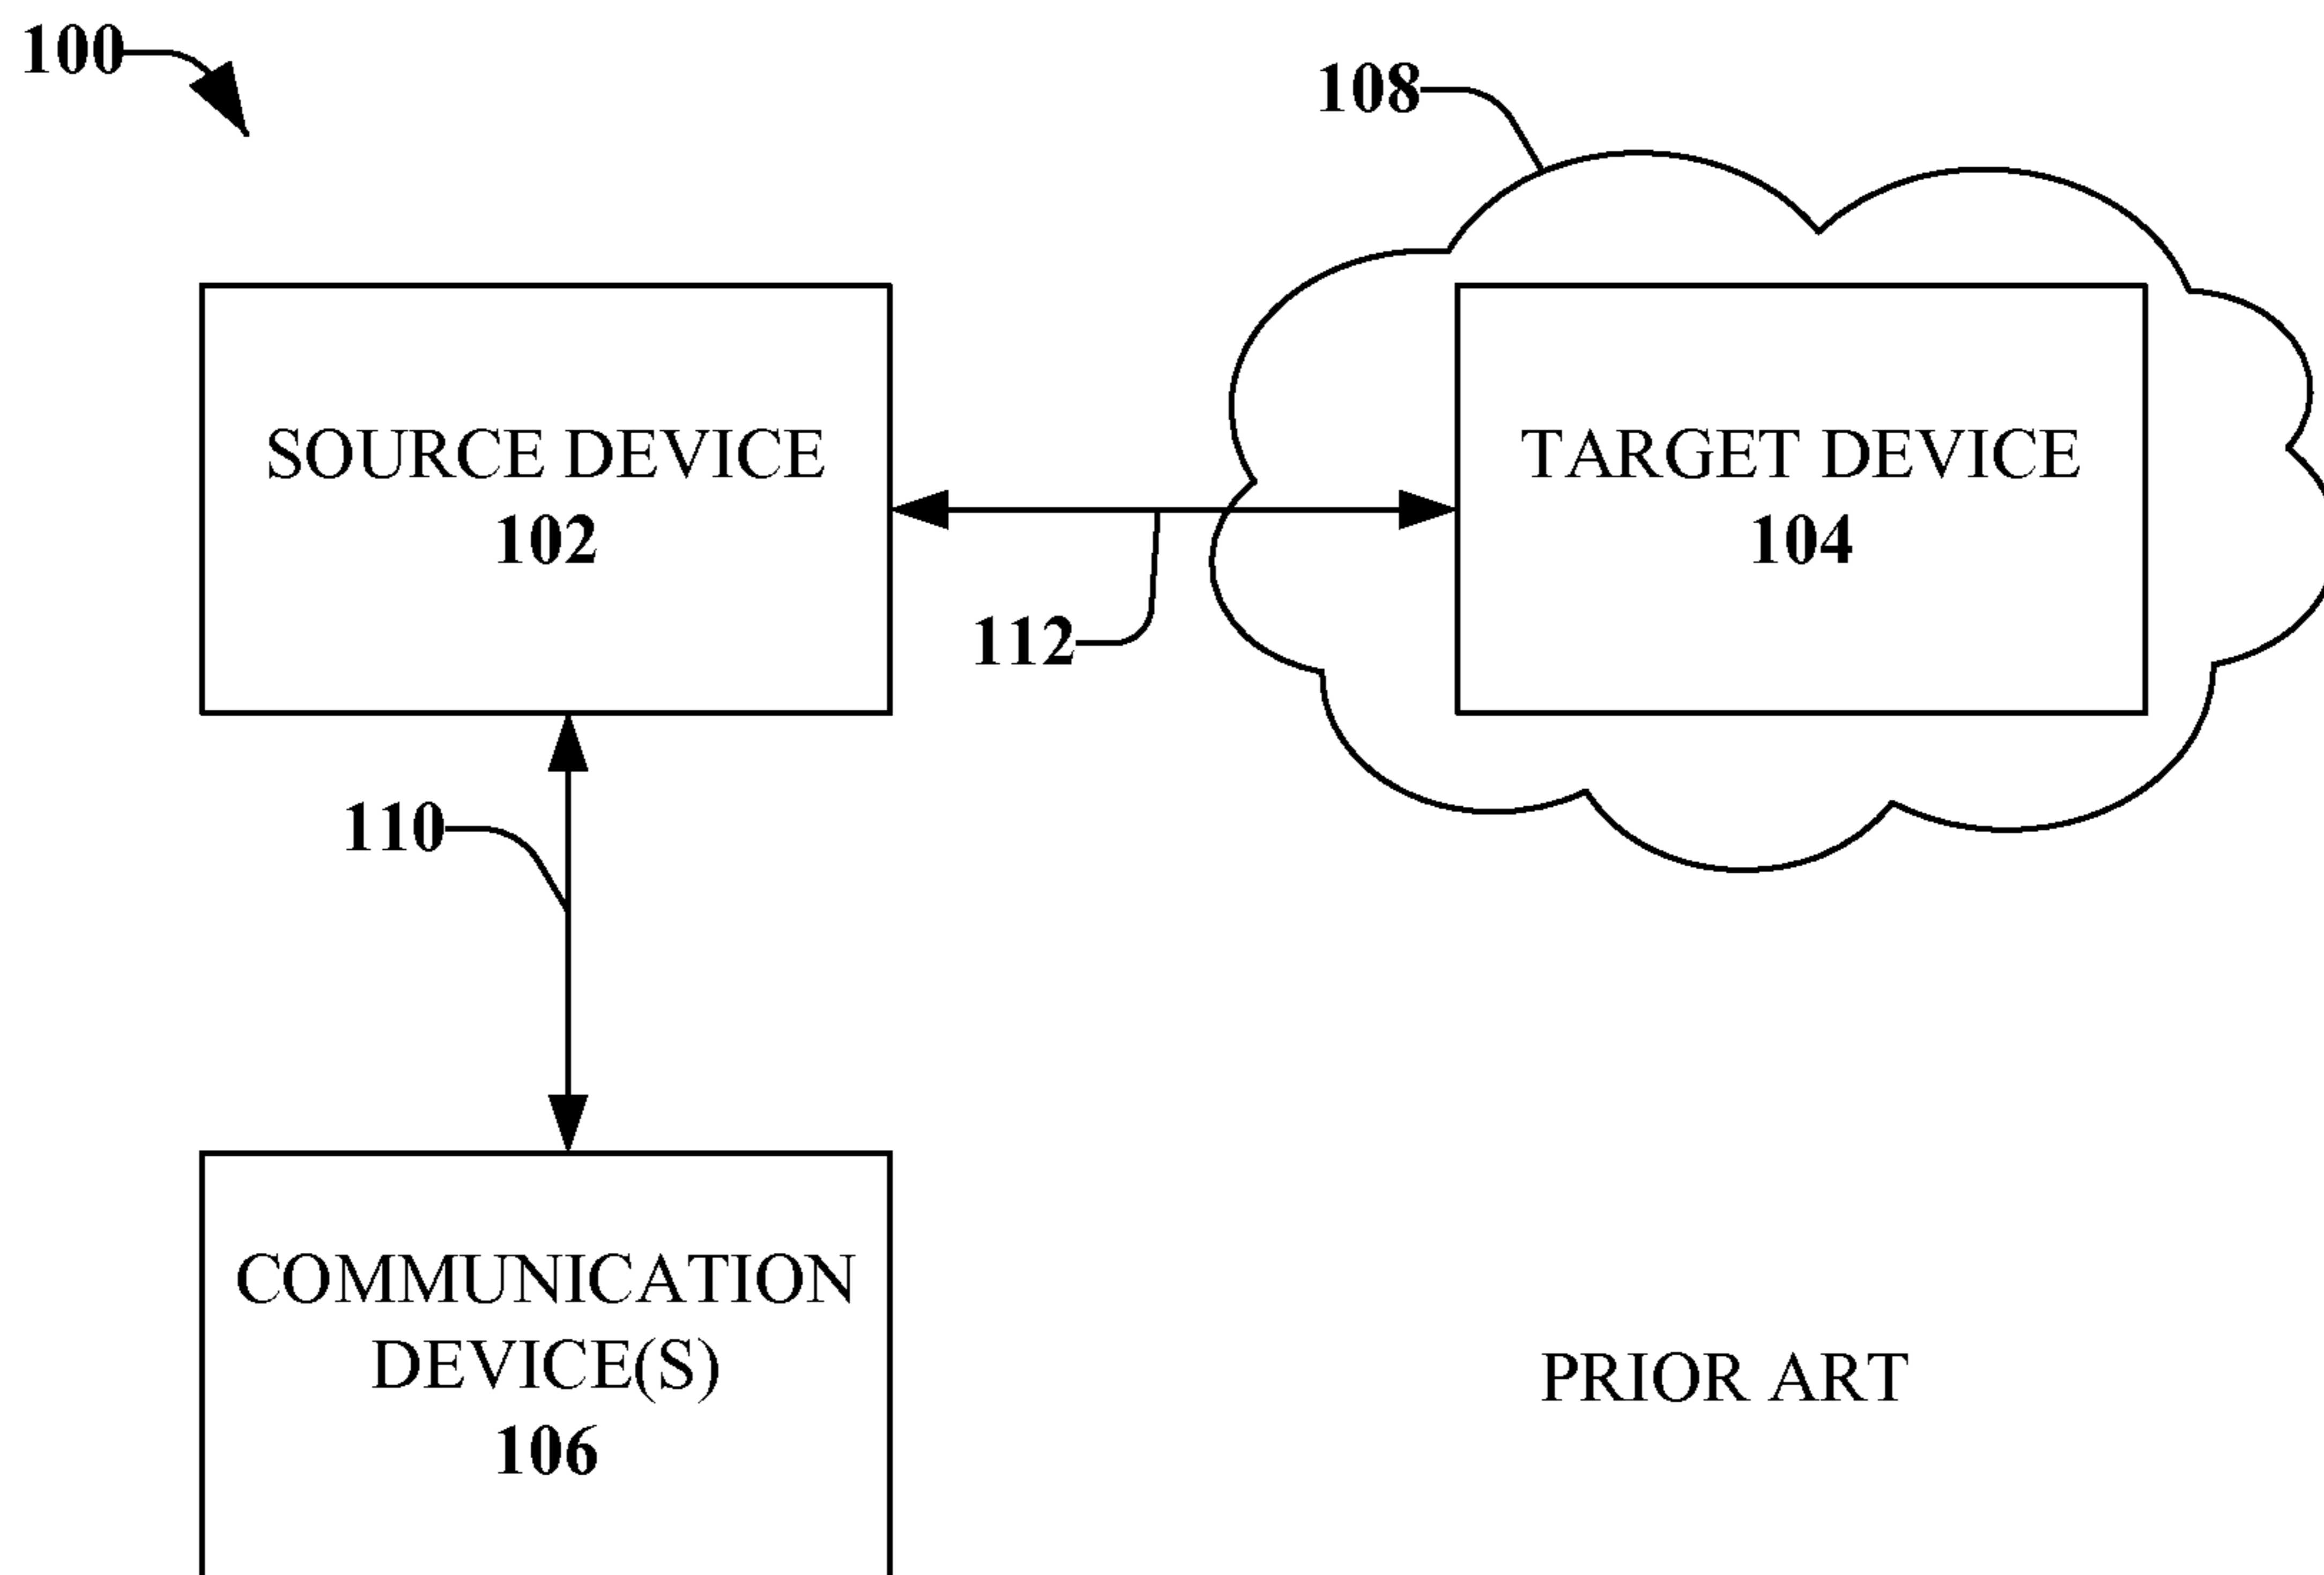 100
108
SOURCE DEVICE
102
TARGET DEVICE
104
112
110
COMMUNICATION
DEVICE(S)
106
PRIOR ART